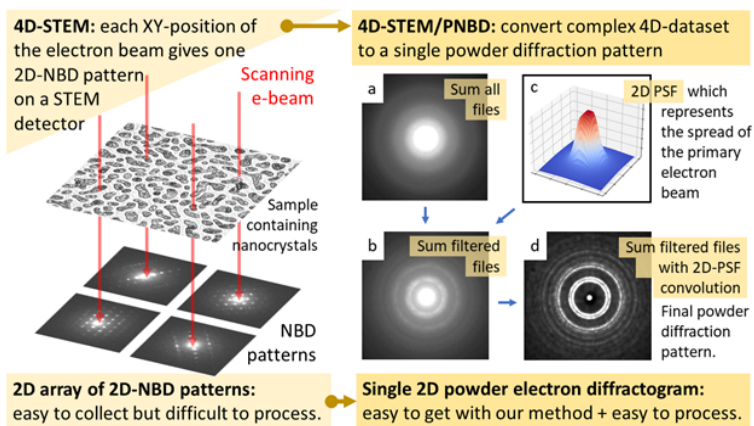 4D-STEM: each XY-position of
the electron beam gives one
2D-NBD pattern
on a STEM
detector
Scanning
e-beam
Sample
containing
nanocrystals
NBD
patterns
2D array of 2D-NBD patterns:
easy to collect but difficult to process.
4D-STEM/PNBD: convert complex 4D-dataset
to a single powder diffraction pattern
a
Sum all
files
c
2D PSF which
represents
the spread of
the primary
electron
beam
b
Sum filtered
files
d
Sum filtered files
with 2D-PSF
convolution
Final powder
diffraction
pattern.
Single 2D powder electron diffractogram:
easy to get with our method + easy to process.